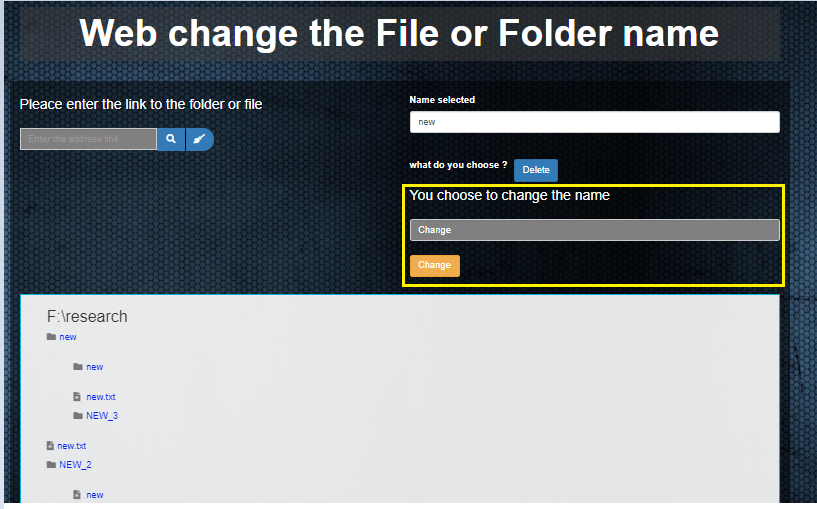 Web change the File or Folder name
Pleace enter the link to the folder or file
Enter the address link
Name selected
new
what do you choose ? Delete
You choose to change the name
Change
Change
F:\research
new
new
new.txt
NEW_3
new.txt
NEW_2
new